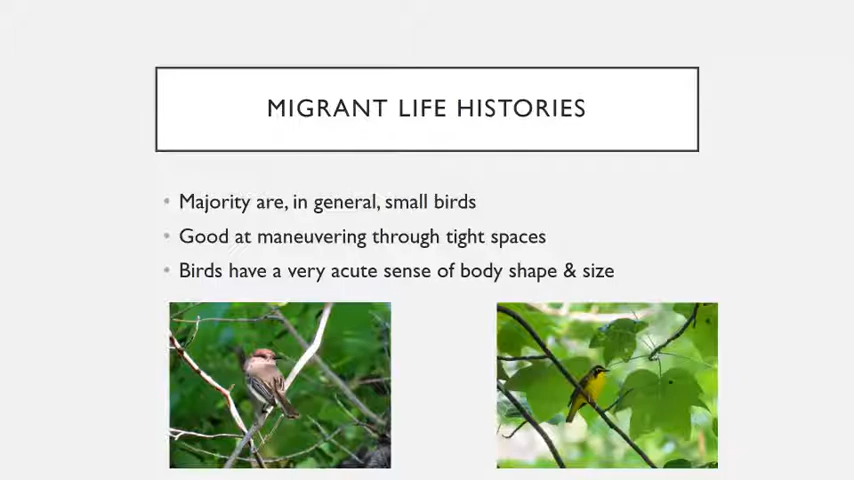 MIGRANT LIFE HISTORIES
• Majority are, in general, small birds
• Good at maneuvering through tight spaces
• Birds have a very acute sense of body shape & size